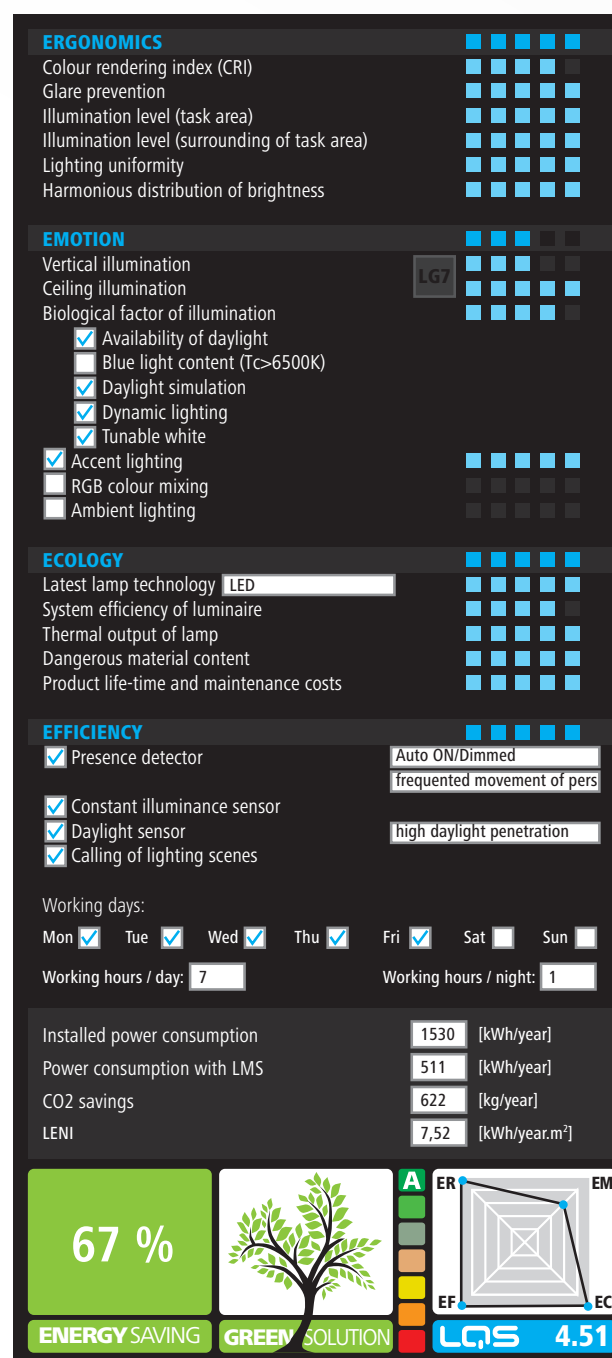 ERGONOMICS
Colour rendering index (CRI)
Glare prevention
Illumination level (task area)
Illumination level (surrounding of task area)
Lighting uniformity
Harmonious distribution of brightness
EMOTION
Vertical illumination
LG7
Ceiling illumination
Biological factor of illumination
Availability of daylight
Blue light content (Tc>6500K)
Daylight simulation
Dynamic lighting
Tunable white
Accent lighting
RGB colour mixing
Ambient lighting
ECOLOGY
Latest lamp technology LED
System efficiency of luminaire
Thermal output of lamp
Dangerous material content
Product life-time and maintenance costs
EFFICIENCY
Presence detector Auto ON/Dimmed
frequented movement of pers
Constant illuminance sensor
Daylight sensor high daylight penetration
Calling of lighting scenes
Working days:
Mon Tue Wed Thu Fri Sat Sun
Working hours / day: 7 Working hours / night: 1
Installed power consumption 1530 [kWh/year]
Power consumption with LMS 511 [kWh/year]
CO2 savings 622 [kg/year]
LENI 7,52 [kWh/year.m²]
A ER EM
67 %
EF EC
ENERGY SAVING GREEN SOLUTION LQS 4.51